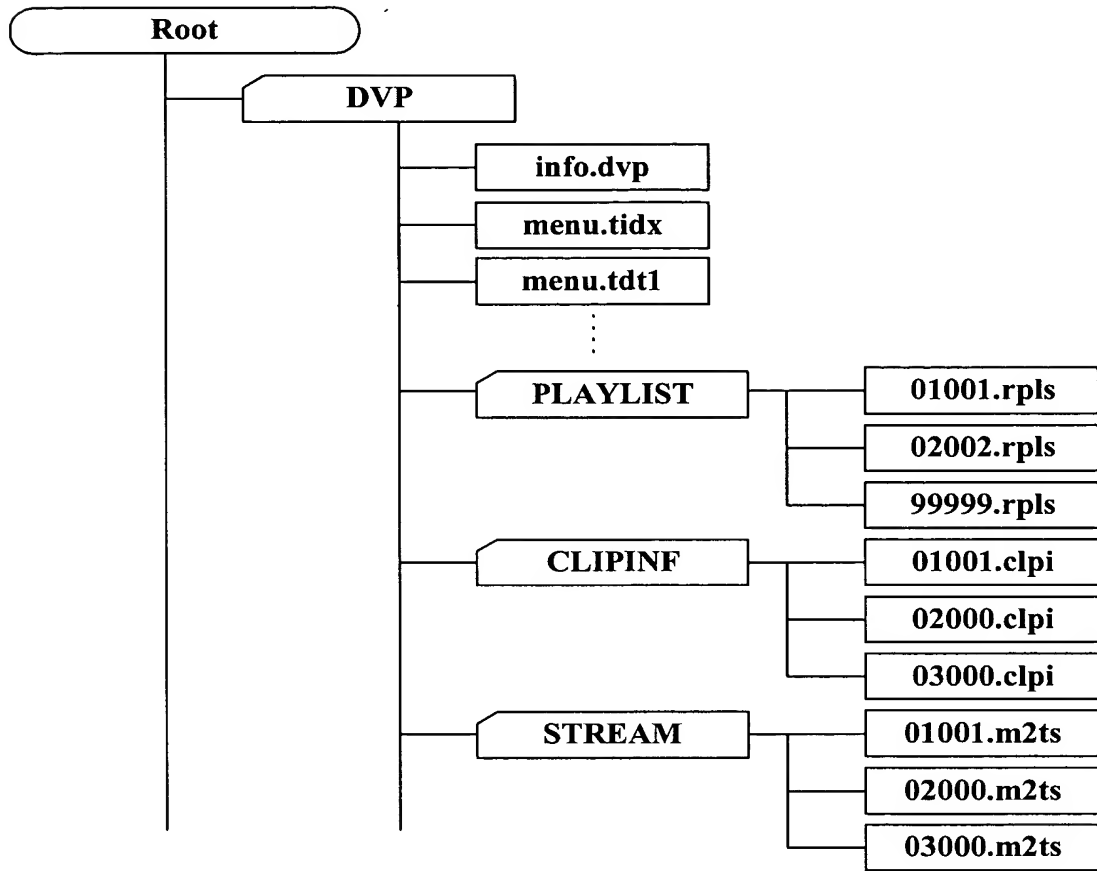 Root
DVP
info.dvp
menu.tidx
menu.tdt1
PLAYLIST
01001.rpls
02002.rpls
99999.rpls
CLIPINF
01001.clpi
02000.clpi
03000.clpi
STREAM
01001.m2ts
02000.m2ts
03000.m2ts